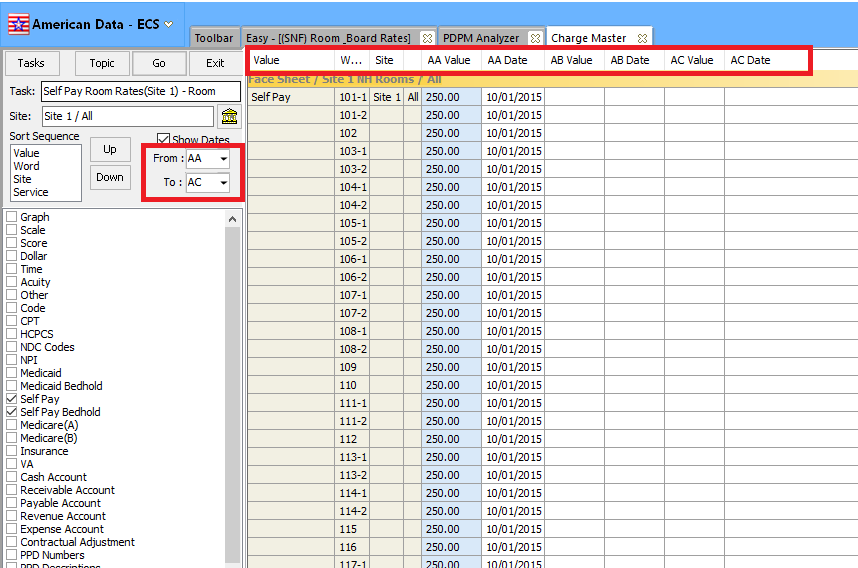 American Data - ECS
Toolbar
Easy - [(SNF) Room_Board Rates]
PDPM Analyzer
Charge Master
Tasks
Topic
Go
Exit
Task: Self Pay Room Rates(Site 1) - Room
Site: Site 1 / All
Sort Sequence
Show Dates
Value
Word
Site
Service
Up
Down
From : AA
To : AC
Graph
Scale
Score
Dollar
Time
Acuity
Other
Code
CPT
HCPCS
NDC Codes
NPI
Medicaid
Medicaid Bedhold
Self Pay
Self Pay Bedhold
Medicare(A)
Medicare(B)
Insurance
VA
Cash Account
Receivable Account
Payable Account
Revenue Account
Expense Account
Contractual Adjustment
PPD Numbers
PPD Descriptions
Value W... Site AA Value AA Date AB Value AB Date AC Value AC Date
Face Sheet / Site 1 NH Rooms / All
Self Pay 101-1 Site 1 All 250.00 10/01/2015
101-2 250.00 10/01/2015
102 250.00 10/01/2015
103-1 250.00 10/01/2015
103-2 250.00 10/01/2015
104-1 250.00 10/01/2015
104-2 250.00 10/01/2015
105-1 250.00 10/01/2015
105-2 250.00 10/01/2015
106-1 250.00 10/01/2015
106-2 250.00 10/01/2015
107-1 250.00 10/01/2015
107-2 250.00 10/01/2015
108-1 250.00 10/01/2015
108-2 250.00 10/01/2015
109 250.00 10/01/2015
110 250.00 10/01/2015
111-1 250.00 10/01/2015
111-2 250.00 10/01/2015
112 250.00 10/01/2015
113-1 250.00 10/01/2015
113-2 250.00 10/01/2015
114-1 250.00 10/01/2015
114-2 250.00 10/01/2015
115 250.00 10/01/2015
116 250.00 10/01/2015
117-1 250.00 10/01/2015